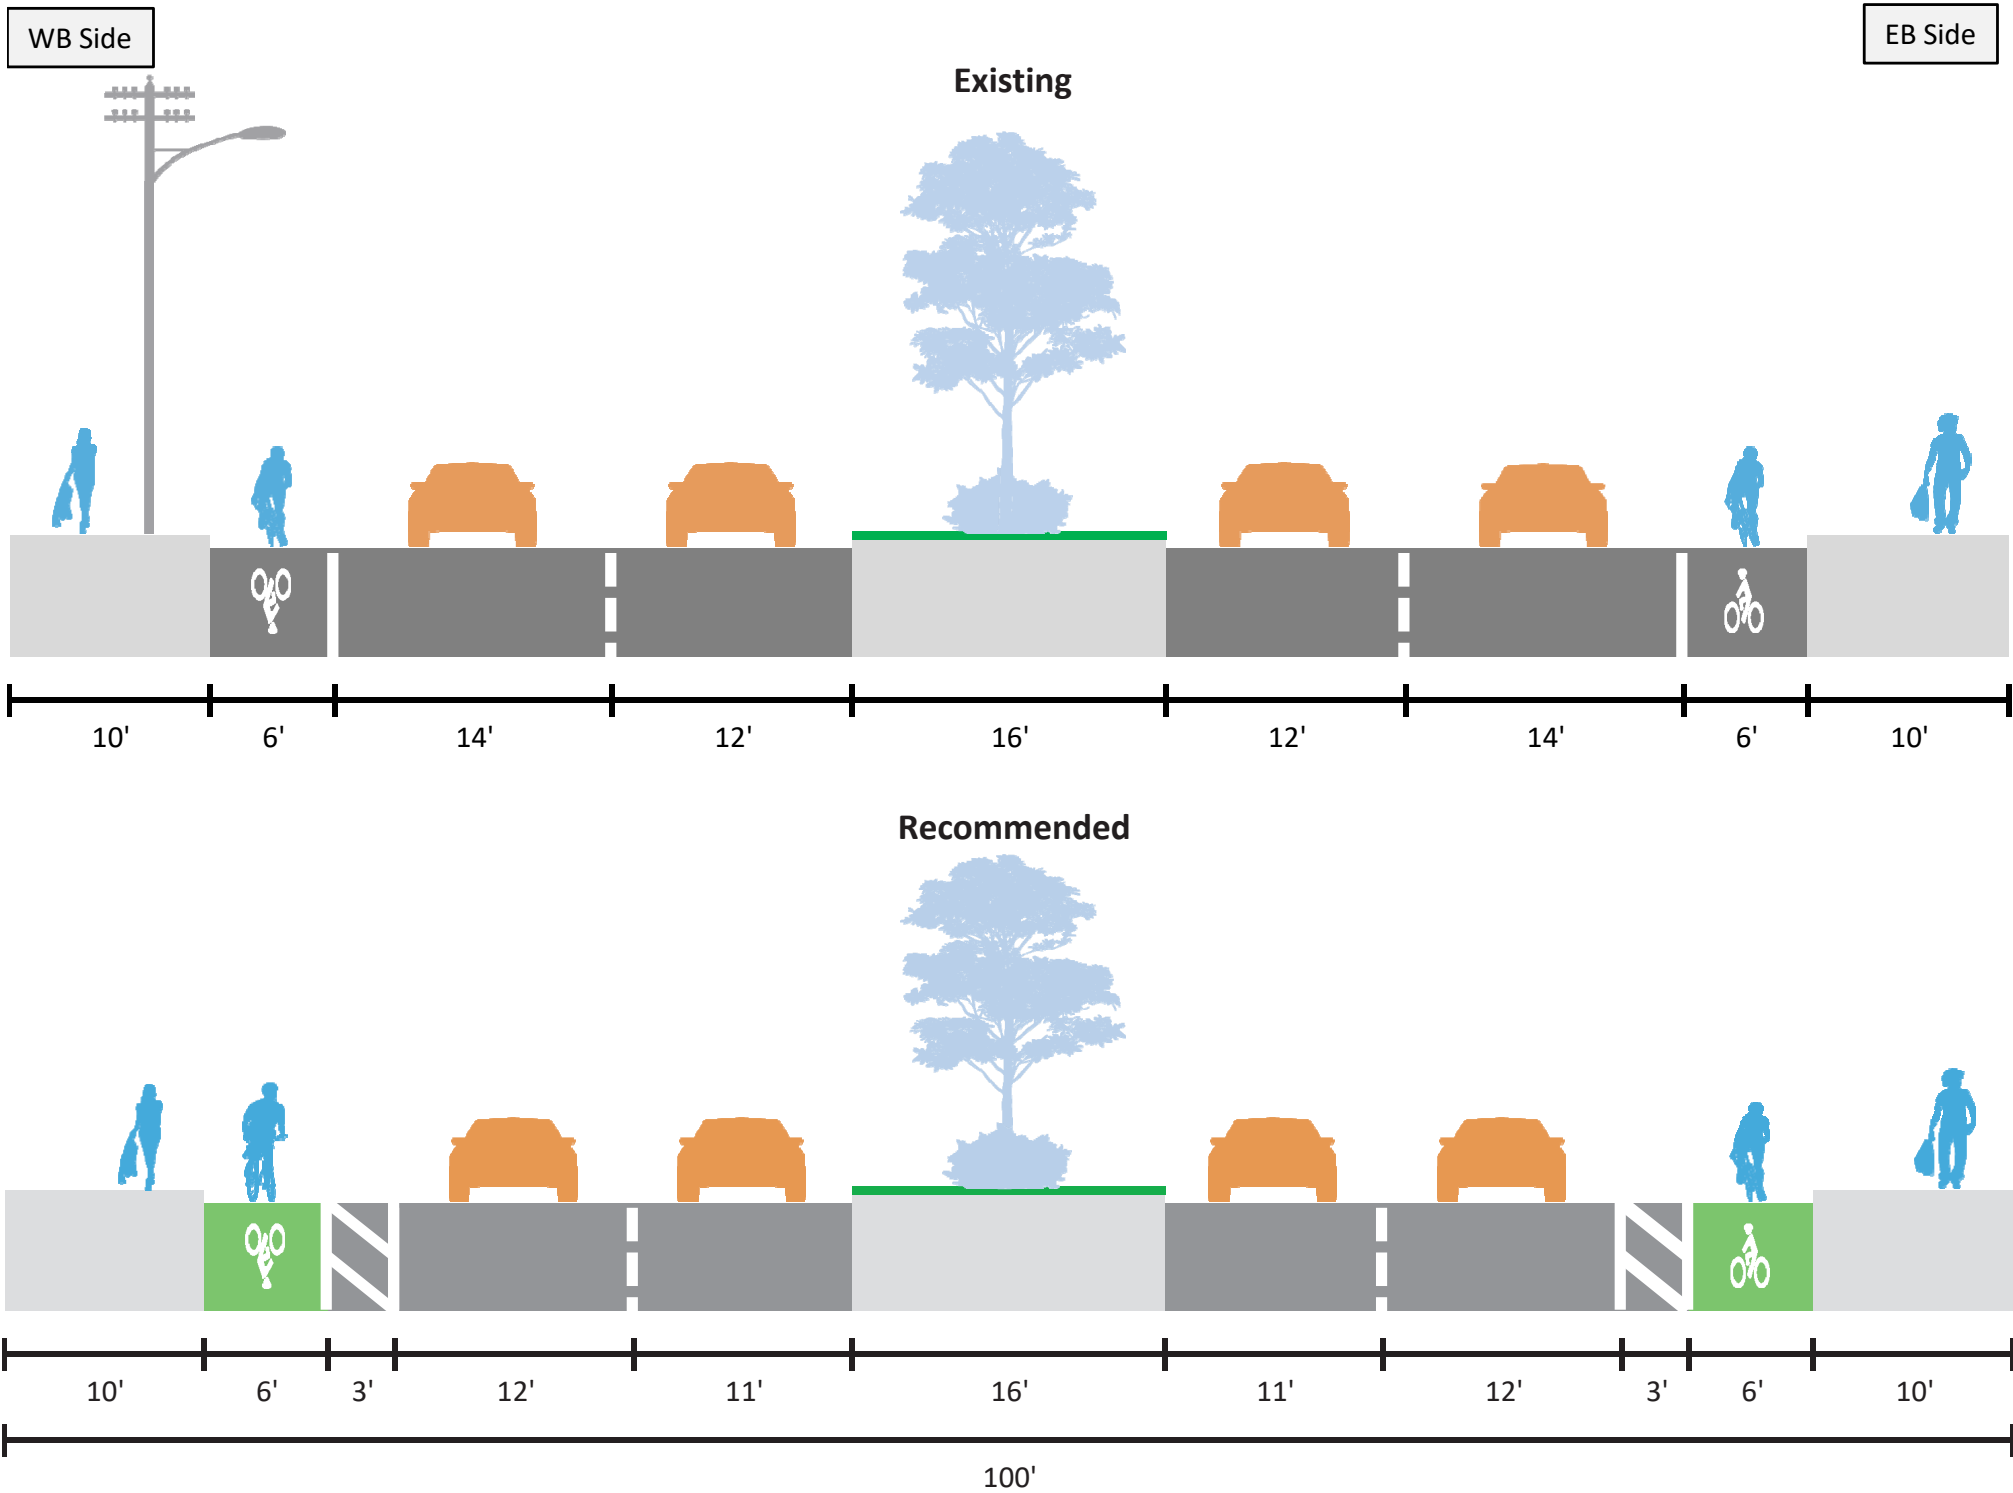 WB Side
EB Side
Existing
10' 6' 14' 12' 16' 12' 14' 6' 10'
Recommended
10' 6' 3' 12' 11' 16' 11' 12' 3' 6' 10'
100'